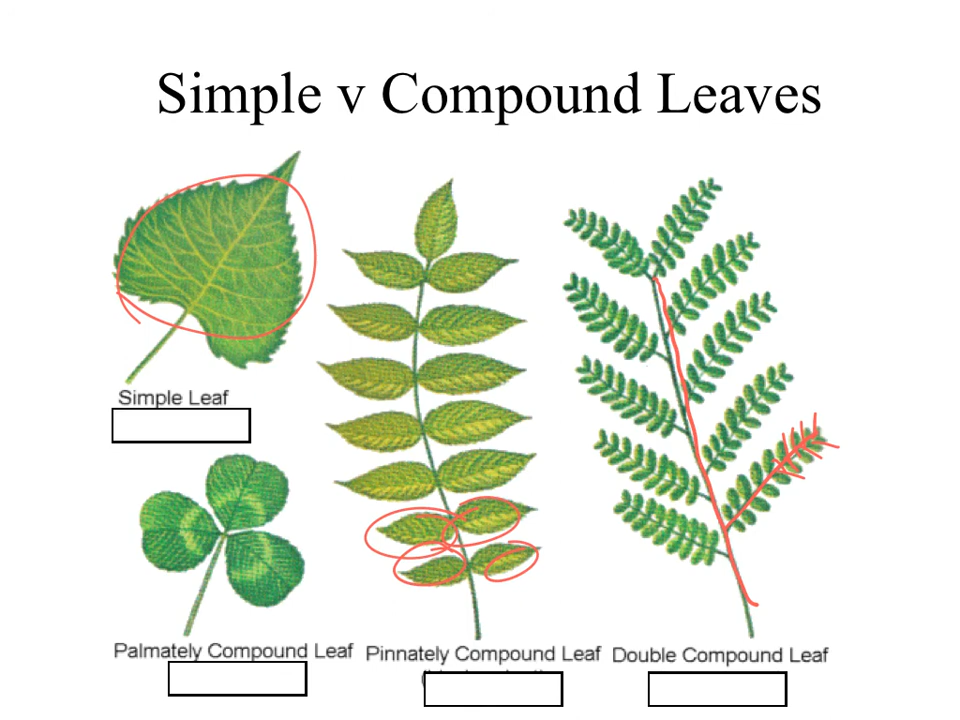 Simple v Compound Leaves
Simple Leaf
Palmately Compound Leaf
Pinnately Compound Leaf
Double Compound Leaf